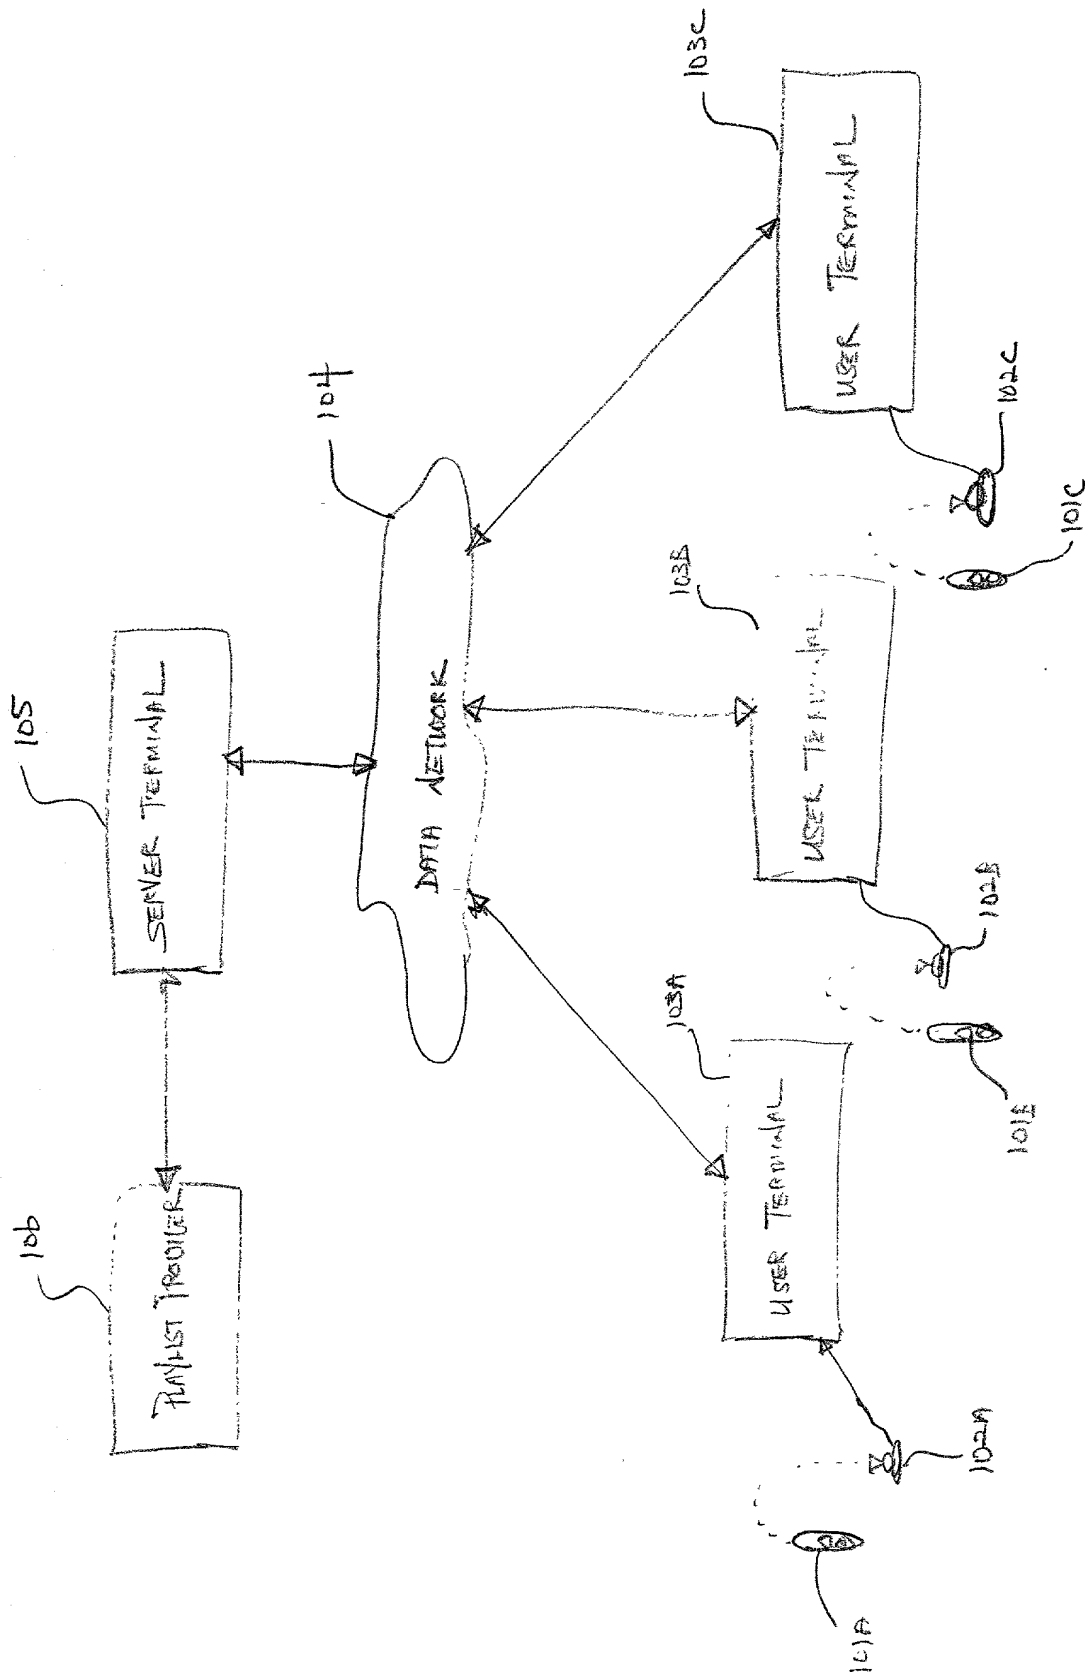 106
105
PLAYLIST PRODUCER
SERVER TERMINAL
104
DATA NETWORK
103A
103B
103C
USER TERMINAL
USER TERMINAL
USER TERMINAL
101A
102A
101B
102B
101C
102C